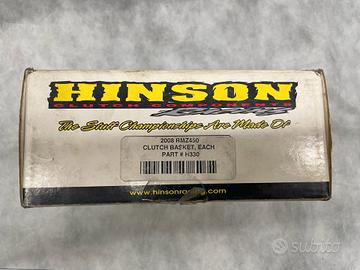 HINSON
CLUTCH COMPONENTS
Racing
The Stuff Championships Are Made Of
2008 RMZ450
CLUTCH BASKET, EACH
PART # H330
www.hinsonracing.com
subito